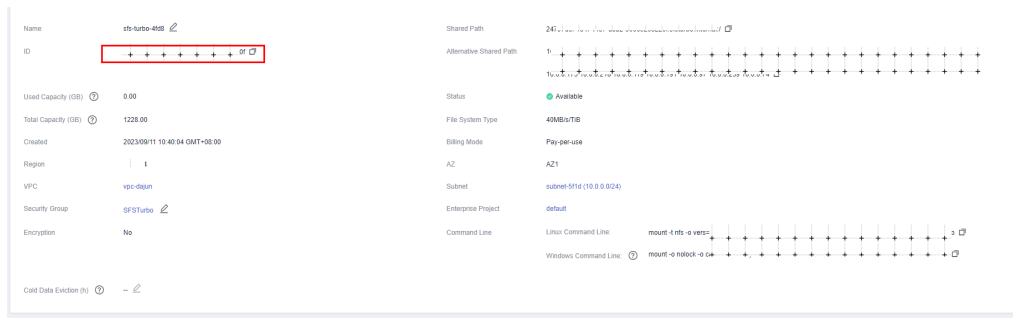 Name sfs-turbo-4fd8 Shared Path
ID 0f Alternative Shared Path
Used Capacity (GB) 0.00 Status Available
Total Capacity (GB) 1228.00 File System Type 40MB/s/TiB
Created 2023/09/11 10:40:04 GMT+08:00 Billing Mode Pay-per-use
Region AZ AZ1
VPC vpc-dajun Subnet subnet-5f1d (10.0.0.0/24)
Security Group SFSTurbo Enterprise Project default
Encryption No Command Line Linux Command Line: mount -t nfs -o vers=
Windows Command Line: mount -o nolock -o
Cold Data Eviction (h) --